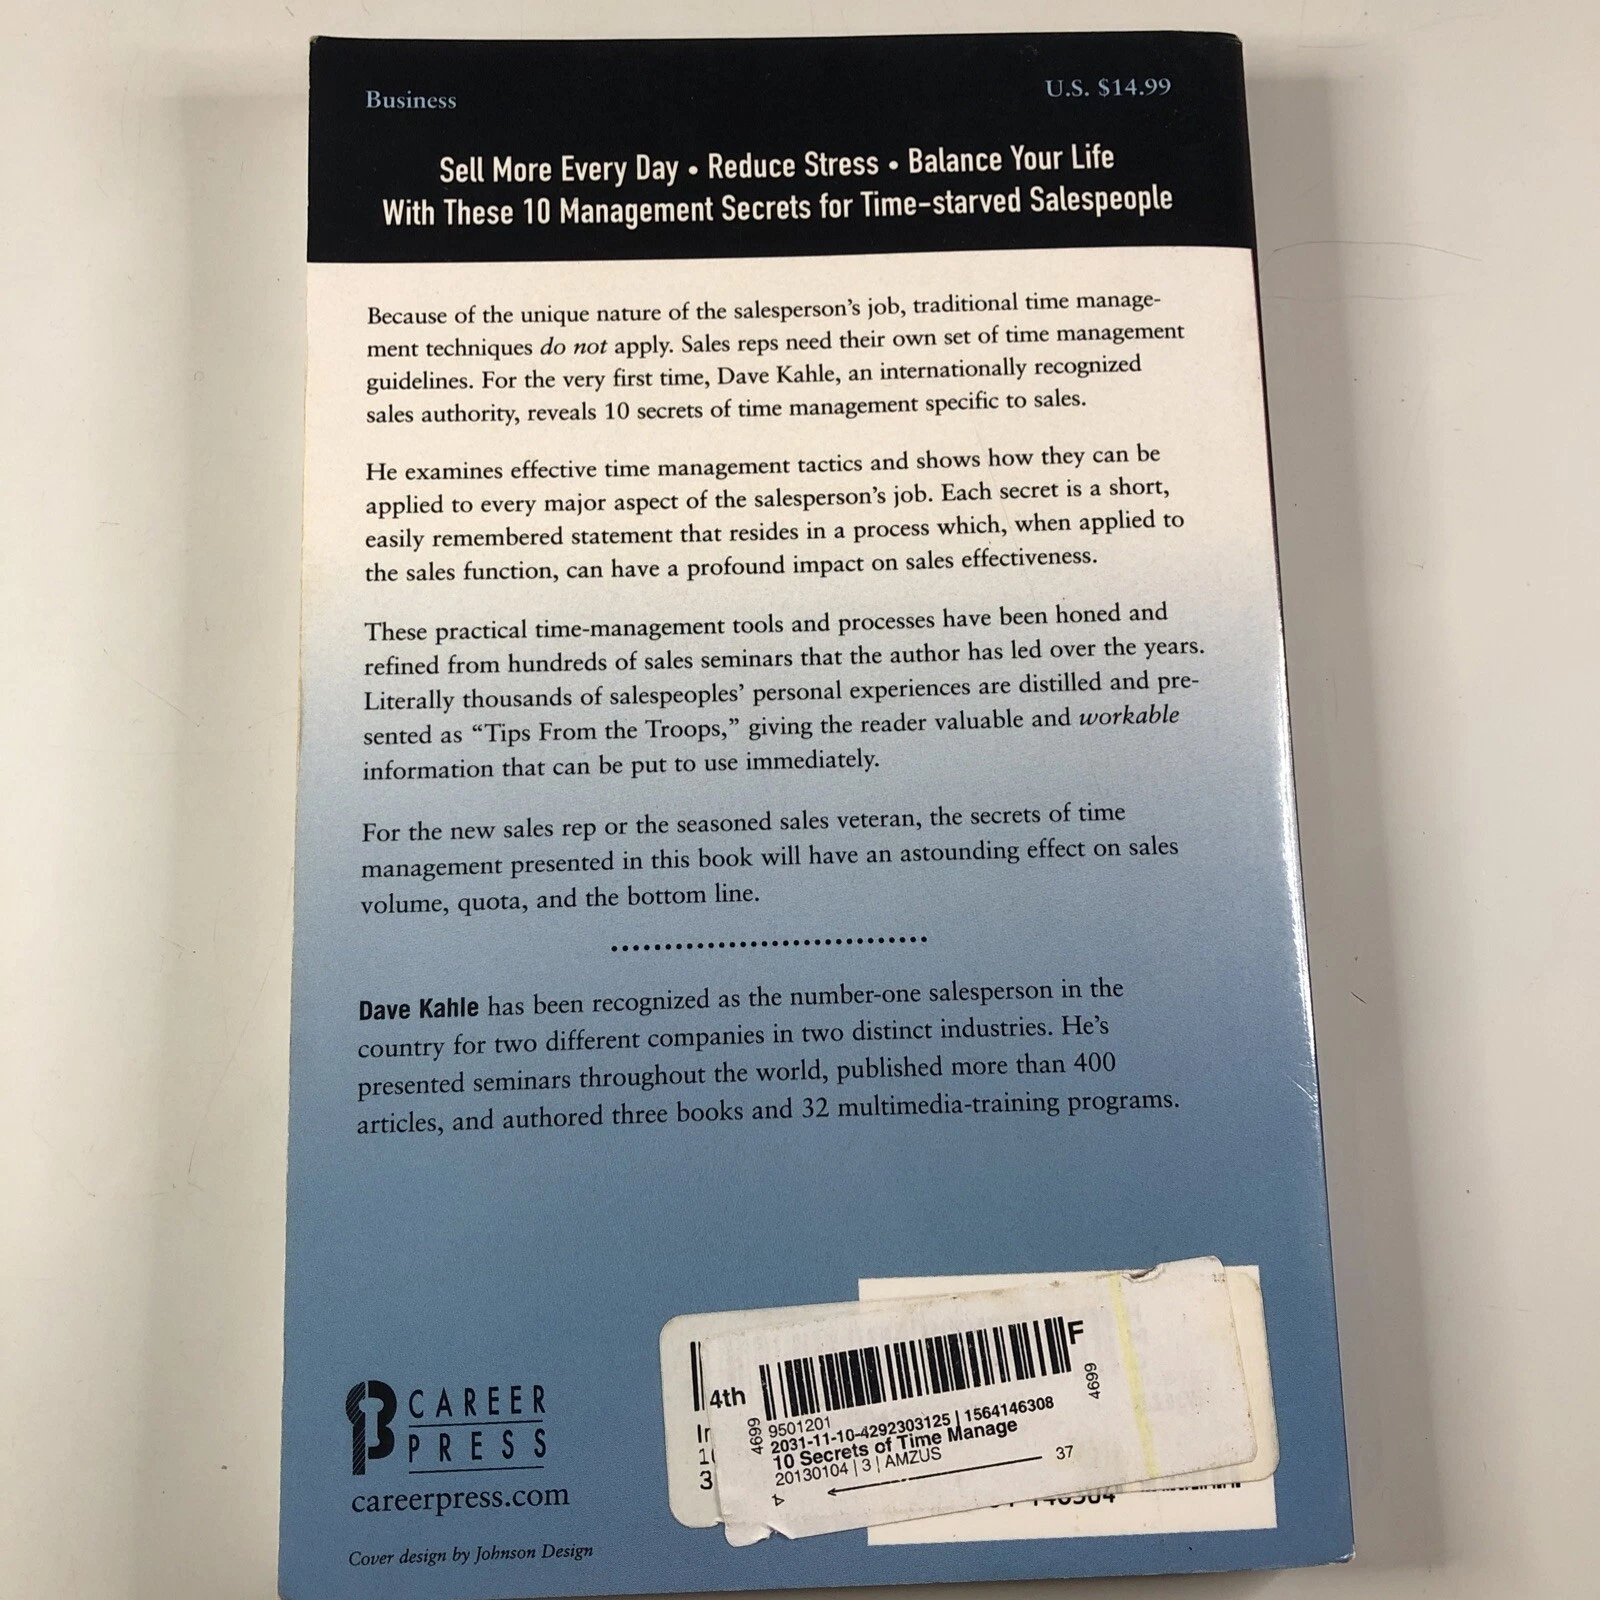 Business
U.S. $14.99
Sell More Every Day • Reduce Stress • Balance Your Life
With These 10 Management Secrets for Time-starved Salespeople
Because of the unique nature of the salesperson's job, traditional time manage-
ment techniques do not apply. Sales reps need their own set of time management
guidelines. For the very first time, Dave Kahle, an internationally recognized
sales authority, reveals 10 secrets of time management specific to sales.
He examines effective time management tactics and shows how they can be
applied to every major aspect of the salesperson's job. Each secret is a short,
easily remembered statement that resides in a process which, when applied to
the sales function, can have a profound impact on sales effectiveness.
These practical time-management tools and processes have been honed and
refined from hundreds of sales seminars that the author has led over the years.
Literally thousands of salespeoples' personal experiences are distilled and pre-
sented as “Tips From the Troops,” giving the reader valuable and workable
information that can be put to use immediately.
For the new sales rep or the seasoned sales veteran, the secrets of time
management presented in this book will have an astounding effect on sales
volume, quota, and the bottom line.
Dave Kahle has been recognized as the number-one salesperson in the
country for two different companies in two distinct industries. He's
presented seminars throughout the world, published more than 400
articles, and authored three books and 32 multimedia-training programs.
CAREER
PRESS
careerpress.com
Cover design by Johnson Design
4th
F
4699
4699
9501201
2031-11-10-4292303125 | 1564146308
10 Secrets of Time Manage
20130104 | 3 | AMZUS
37
4